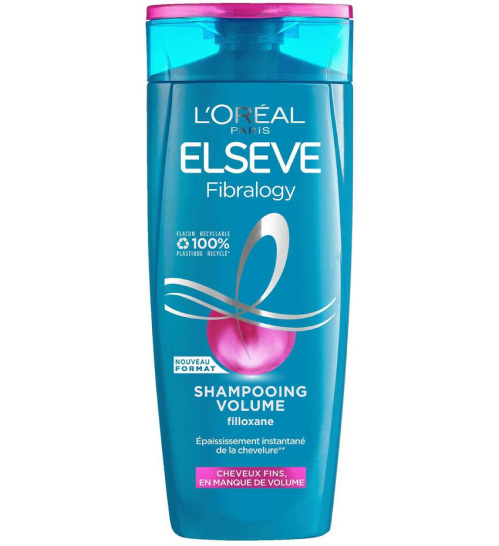 L'ORÉAL
PARIS
ELSEVE
Fibralogy
FLACON RECYCLABLE
100%
PLASTIQUE RECYCLÉ*
NOUVEAU
FORMAT
SHAMPOOING
VOLUME
filloxane
Épaississement instantané
de la chevelure**
CHEVEUX FINS,
EN MANQUE DE VOLUME